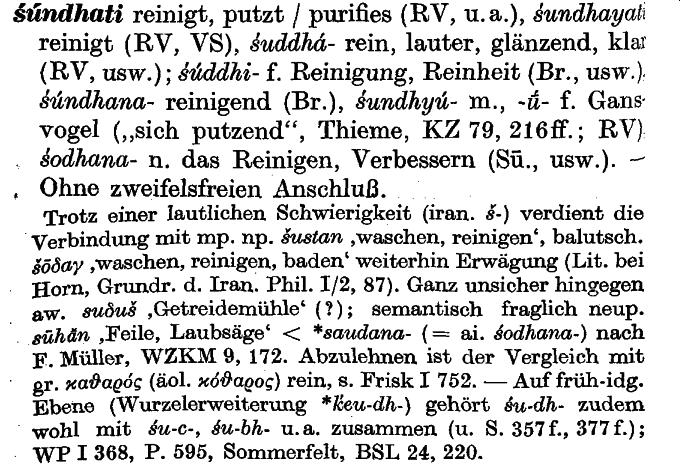 śúndhati reinigt, putzt / purifies (RV, u. a.), śundhayati
reinigt (RV, VS), śuddhá- rein, lauter, glänzend, klar
(RV, usw.); śúddhi- f. Reinigung, Reinheit (Br., usw.).
śúndhana- reinigend (Br.), śundhyú- m., -ū́- f. Gans-
vogel („sich putzend“, Thieme, KZ 79, 216ff.; RV)
śodhana- n. das Reinigen, Verbessern (Sū., usw.). —
Ohne zweifelsfreien Anschluß.
Trotz einer lautlichen Schwierigkeit (iran. š-) verdient die
Verbindung mit mp. np. šustan ‚waschen, reinigen‘, balutsch.
šōδaγ ‚waschen, reinigen, baden‘ weiterhin Erwägung (Lit. bei
Horn, Grundr. d. Iran. Phil. I/2, 87). Ganz unsicher hingegen
aw. suδuš ‚Getreidemühle‘ (?); semantisch fraglich neup.
sūhān ‚Feile, Laubsäge‘ < *saudana- (= ai. śodhana-) nach
F. Müller, WZKM 9, 172. Abzulehnen ist der Vergleich mit
gr. καθαρός (äol. κόθαρος) rein, s. Frisk I 752. — Auf früh-idg.
Ebene (Wurzelerweiterung *k̂eu-dh-) gehört śu-dh- zudem
wohl mit śu-c-, śu-bh- u. a. zusammen (u. S. 357f., 377f.);
WP I 368, P. 595, Sommerfelt, BSL 24, 220.